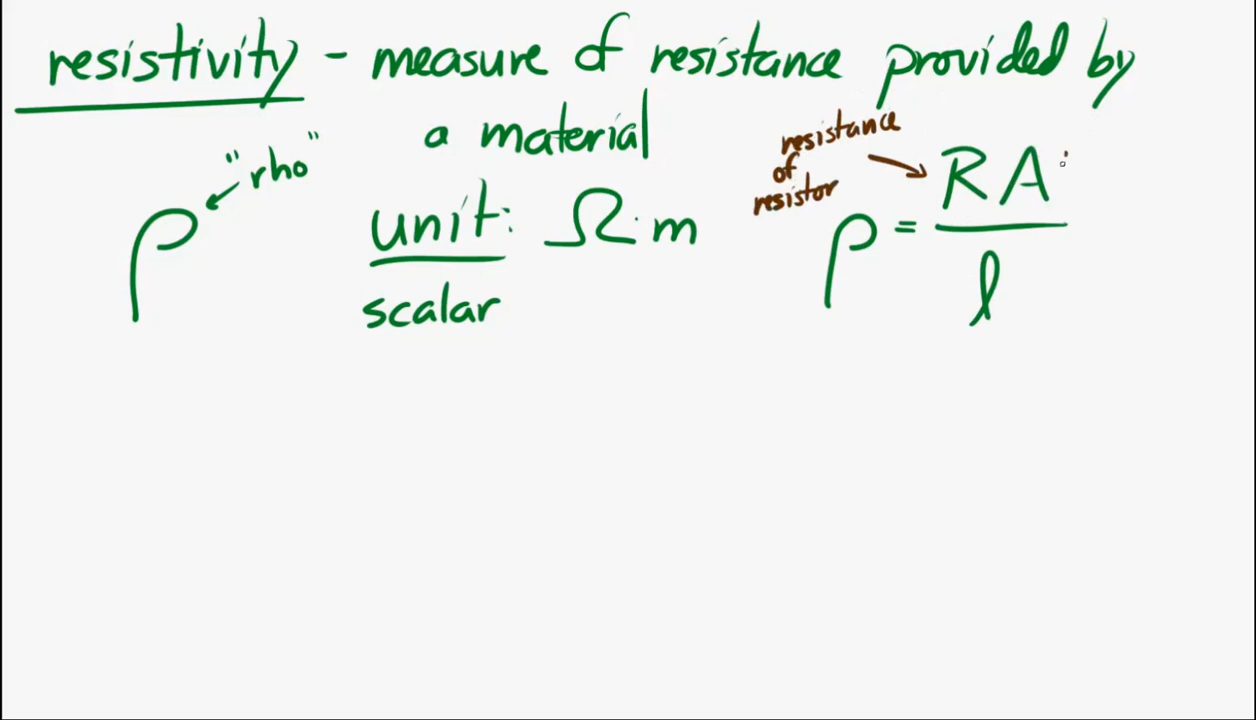 resistivity - measure of resistance provided by
a material
"rho"
ρ
unit: Ω·m
scalar
resistance
of
resistor
ρ = RA
l